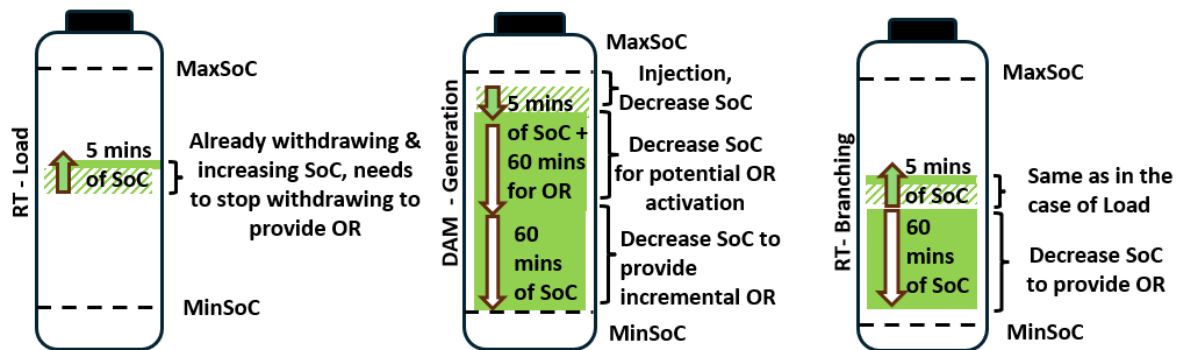 RT - Load
MaxSoC
5 mins
of SoC
Already withdrawing &
increasing SoC, needs
to stop withdrawing to
provide OR
MinSoC
DAM - Generation
MaxSoC
Injection,
Decrease SoC
5 mins
of SoC +
60 mins
for OR
Decrease SoC
for potential OR
activation
60
mins
of SoC
Decrease SoC to
provide
incremental OR
MinSoC
RT- Branching
MaxSoC
5 mins
of SoC
Same as in the
case of Load
60
mins
of SoC
Decrease SoC
to provide OR
MinSoC